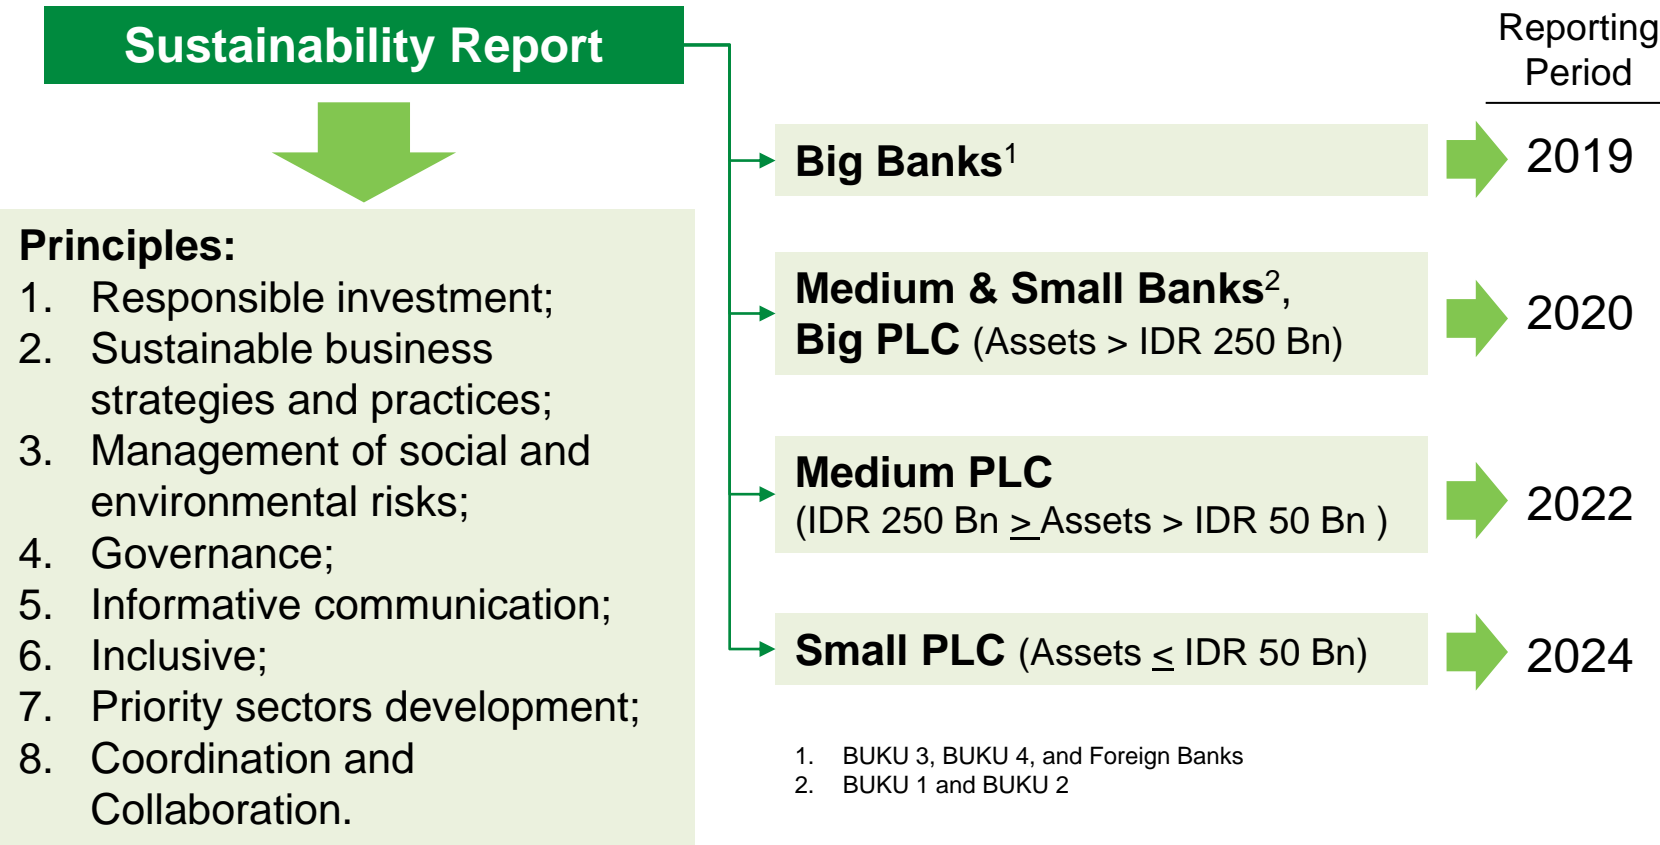 Sustainability Report
Principles:
1. Responsible investment;
2. Sustainable business
strategies and practices;
3. Management of social and
environmental risks;
4. Governance;
5. Informative communication;
6. Inclusive;
7. Priority sectors development;
8. Coordination and
Collaboration.
Reporting
Period
Big Banks1
2019
Medium & Small Banks2,
Big PLC (Assets > IDR 250 Bn)
2020
Medium PLC
(IDR 250 Bn ≥ Assets > IDR 50 Bn )
2022
Small PLC (Assets ≤ IDR 50 Bn)
2024
1. BUKU 3, BUKU 4, and Foreign Banks
2. BUKU 1 and BUKU 2